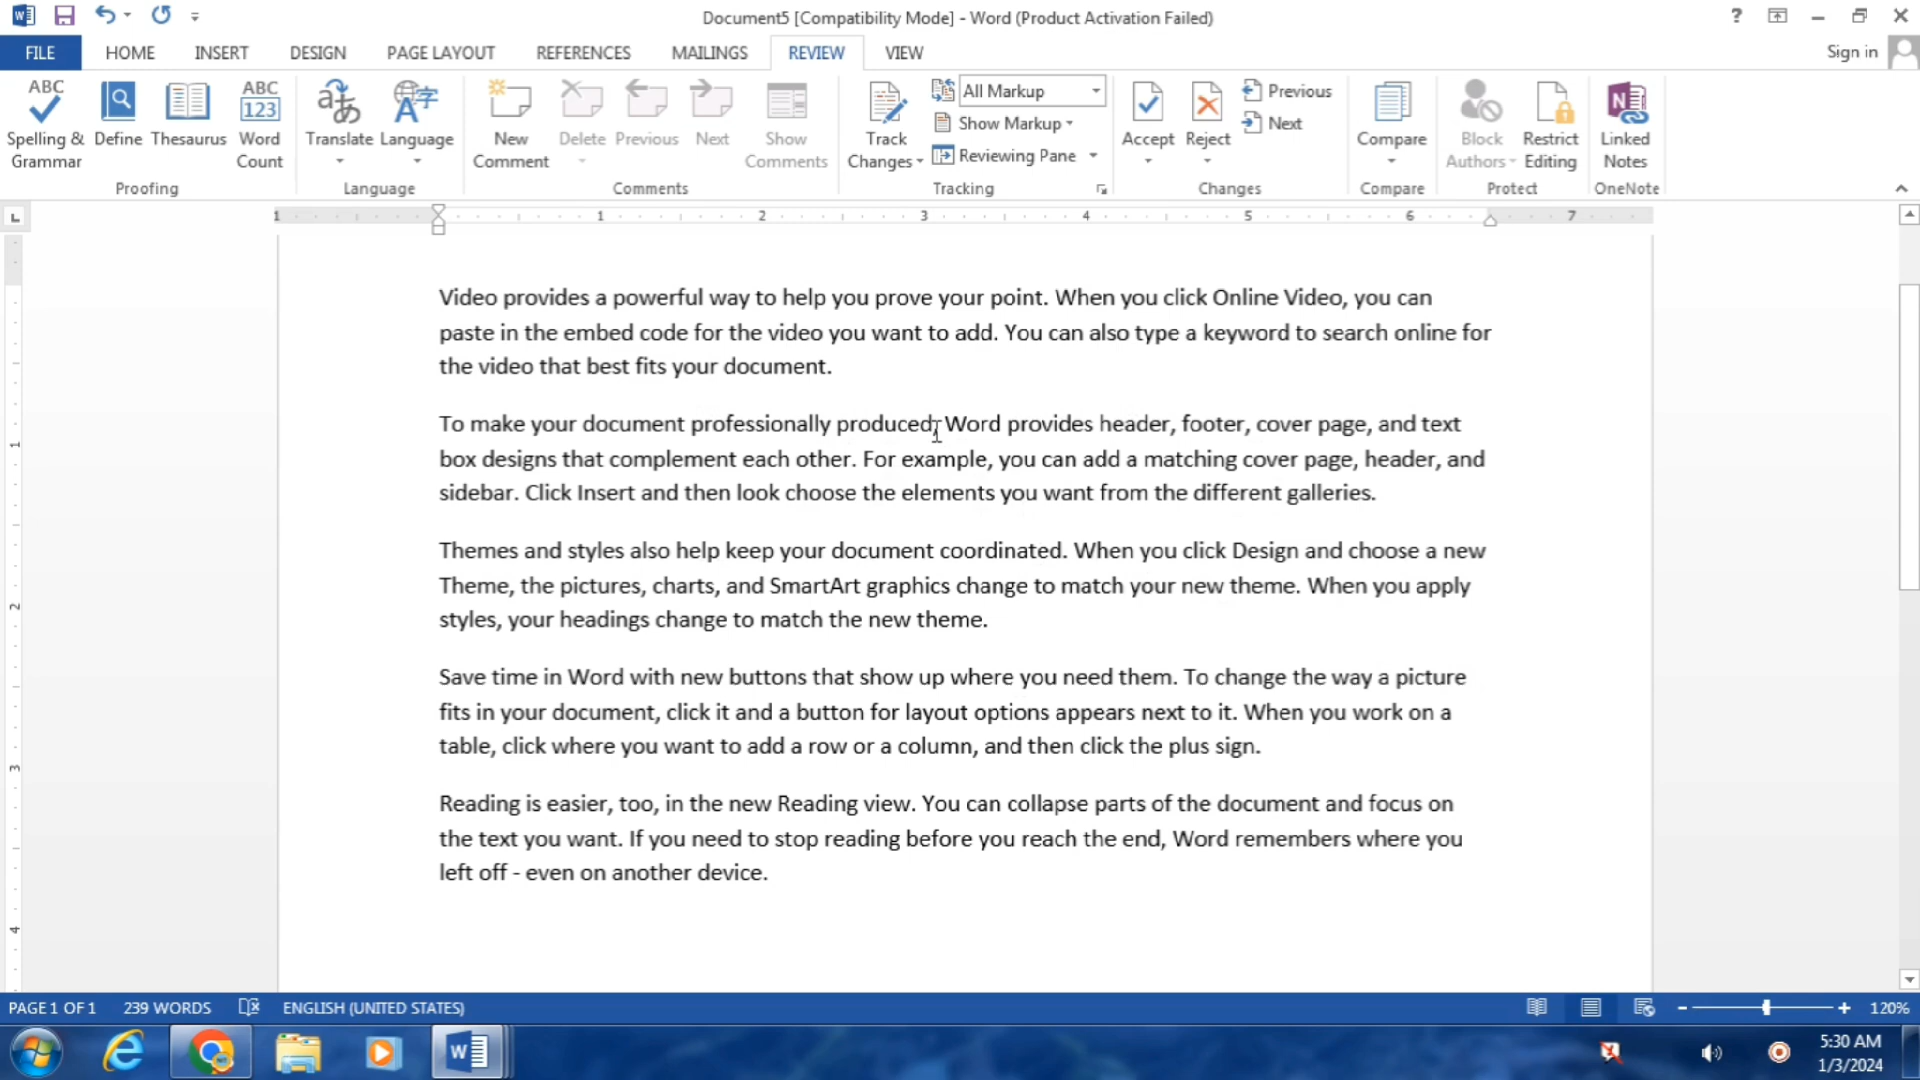 Document5 [Compatibility Mode] - Word (Product Activation Failed)
FILE HOME INSERT DESIGN PAGE LAYOUT REFERENCES MAILINGS REVIEW VIEW Sign in
ABC Spelling & Grammar
Define
Thesaurus
ABC 123 Word Count
Translate
Language
New Comment
Delete
Previous
Next
Show Comments
Track Changes
All Markup
Show Markup
Reviewing Pane
Accept
Reject
Previous
Next
Compare
Block Authors
Restrict Editing
Linked Notes
Proofing Language Comments Tracking Changes Compare Protect OneNote
1 1 2 3 4 5 6 7
Video provides a powerful way to help you prove your point. When you click Online Video, you can
paste in the embed code for the video you want to add. You can also type a keyword to search online for
the video that best fits your document.
To make your document professionally produced, Word provides header, footer, cover page, and text
box designs that complement each other. For example, you can add a matching cover page, header, and
sidebar. Click Insert and then look choose the elements you want from the different galleries.
Themes and styles also help keep your document coordinated. When you click Design and choose a new
Theme, the pictures, charts, and SmartArt graphics change to match your new theme. When you apply
styles, your headings change to match the new theme.
Save time in Word with new buttons that show up where you need them. To change the way a picture
fits in your document, click it and a button for layout options appears next to it. When you work on a
table, click where you want to add a row or a column, and then click the plus sign.
Reading is easier, too, in the new Reading view. You can collapse parts of the document and focus on
the text you want. If you need to stop reading before you reach the end, Word remembers where you
left off - even on another device.
1
2
3
4
PAGE 1 OF 1 239 WORDS ENGLISH (UNITED STATES) 120%
5:30 AM
1/3/2024